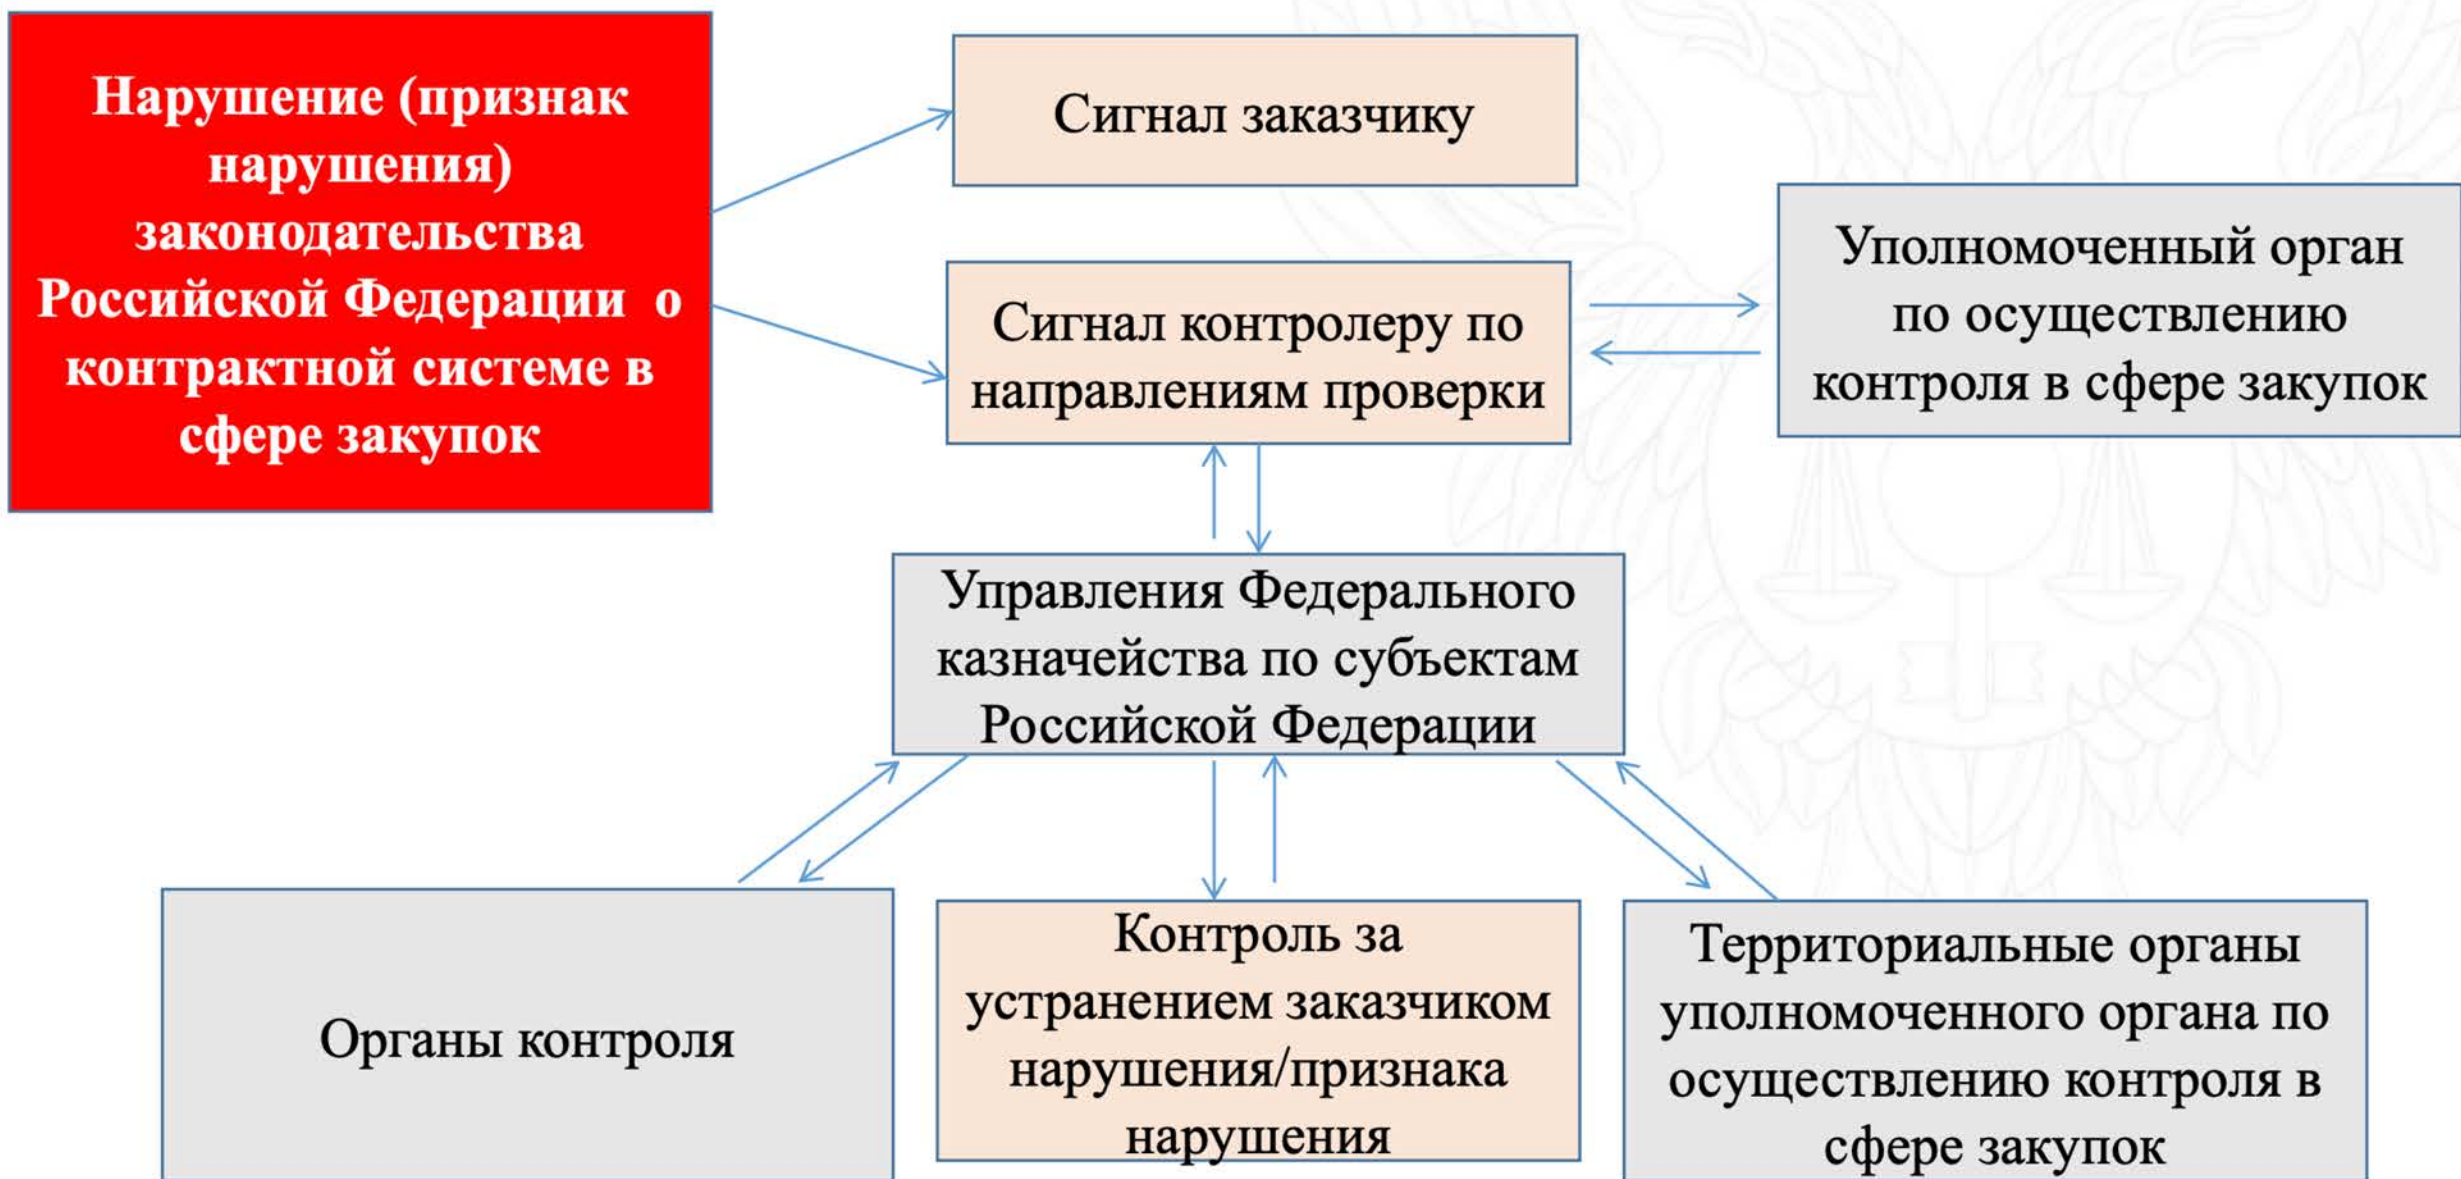 Нарушение (признак
нарушения)
законодательства
Российской Федерации о
контрактной системе в
сфере закупок
Сигнал заказчику
Сигнал контролеру по
направлениям проверки
Уполномоченный орган
по осуществлению
контроля в сфере закупок
Управления Федерального
казначейства по субъектам
Российской Федерации
Органы контроля
Контроль за
устранением заказчиком
нарушения/признака
нарушения
Территориальные органы
уполномоченного органа по
осуществлению контроля в
сфере закупок